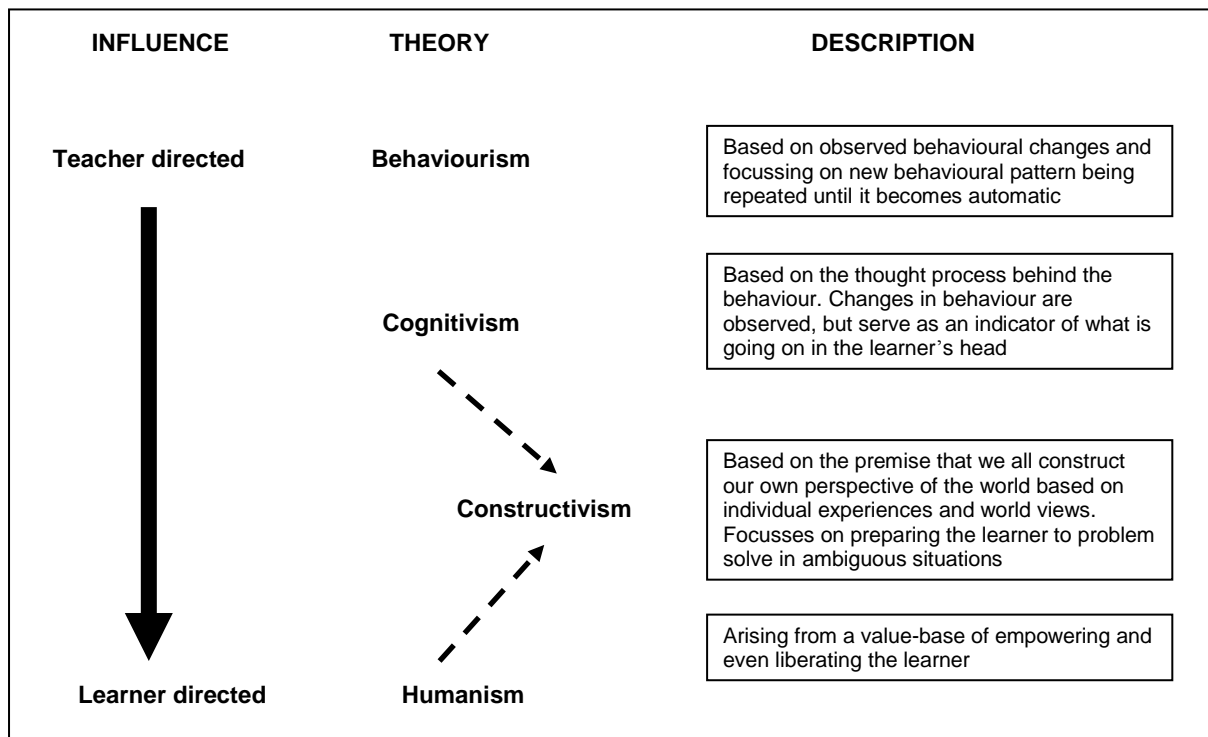 INFLUENCE THEORY DESCRIPTION
Teacher directed Behaviourism
Based on observed behavioural changes and
focussing on new behavioural pattern being
repeated until it becomes automatic
Cognitivism
Based on the thought process behind the
behaviour. Changes in behaviour are
observed, but serve as an indicator of what is
going on in the learner’s head
Constructivism
Based on the premise that we all construct
our own perspective of the world based on
individual experiences and world views.
Focusses on preparing the learner to problem
solve in ambiguous situations
Learner directed Humanism
Arising from a value-base of empowering and
even liberating the learner